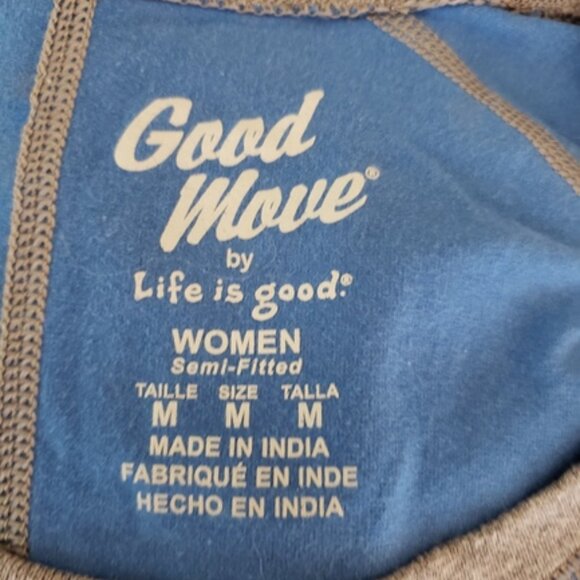 Good
Move®
by
Life is good®
WOMEN
Semi-Fitted
TAILLE SIZE TALLA
M M M
MADE IN INDIA
FABRIQUÉ EN INDE
HECHO EN INDIA